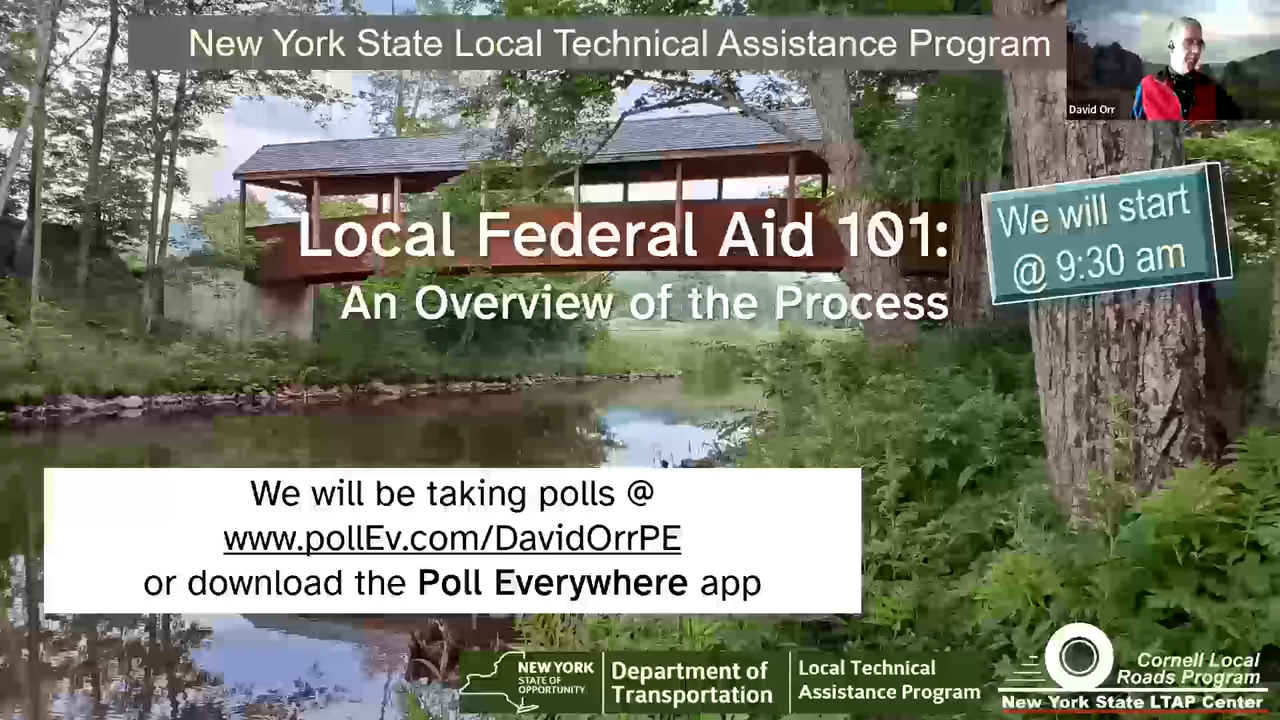 New York State Local Technical Assistance Program
David Orr
We will start
@ 9:30 am
Local Federal Aid 101:
An Overview of the Process
We will be taking polls @
www.pollEv.com/DavidOrrPE
or download the Poll Everywhere app
NEW YORK
STATE OF
OPPORTUNITY.
Department of
Transportation
Local Technical
Assistance Program
Cornell Local
Roads Program
New York State LTAP Center